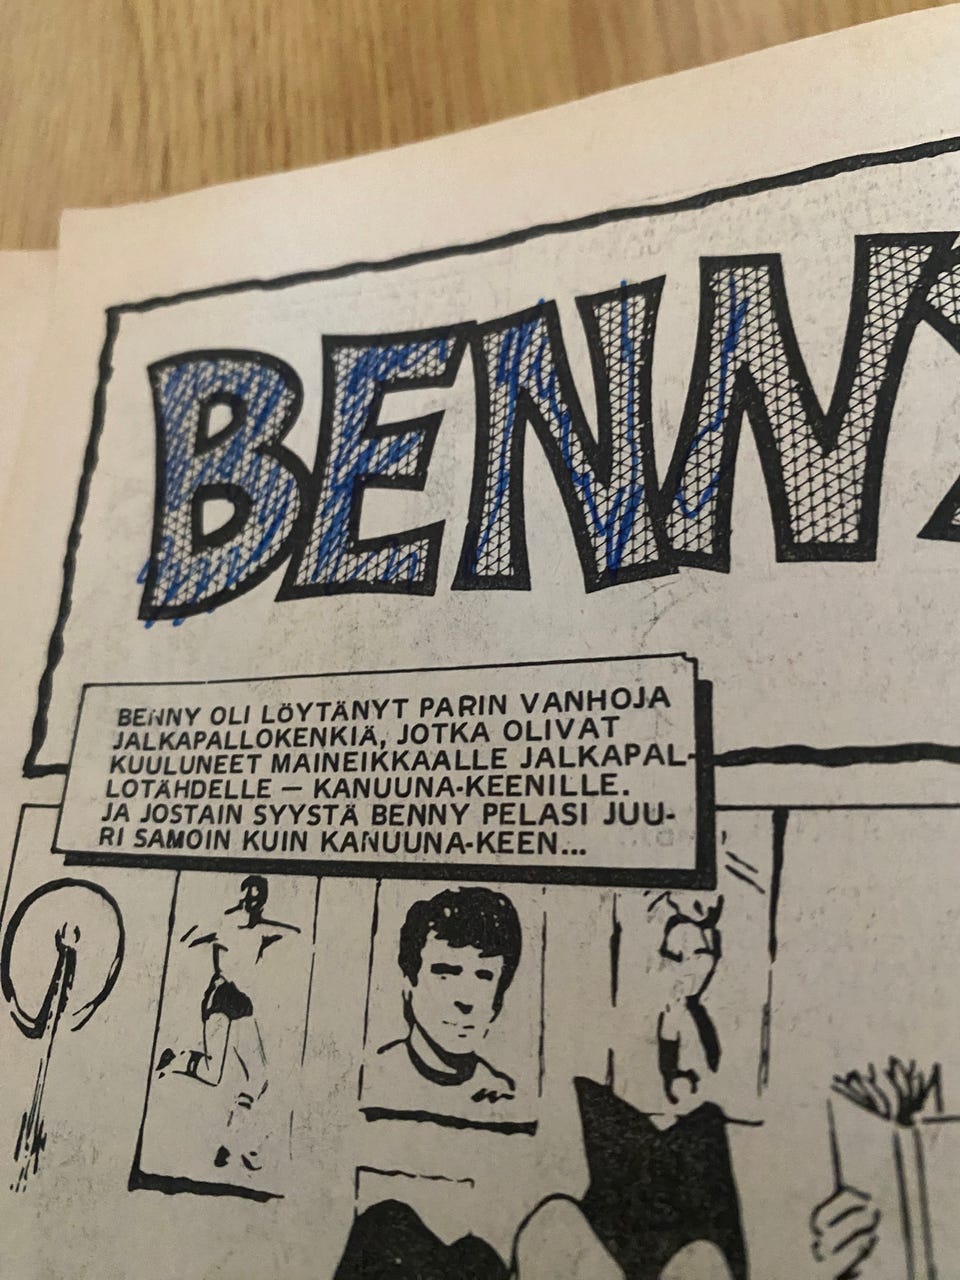 BENNY
BENNY OLI LÖYTÄNYT PARIN VANHOJA
JALKAPALLOKENKIÄ, JOTKA OLIVAT
KUULUNEET MAINEIKKAALLE JALKAPAL-
LOTÄHDELLE — KANUUNA-KEENILLE.
JA JOSTAIN SYYSTÄ BENNY PELASI JUU-
RI SAMOIN KUIN KANUUNA-KEEN...